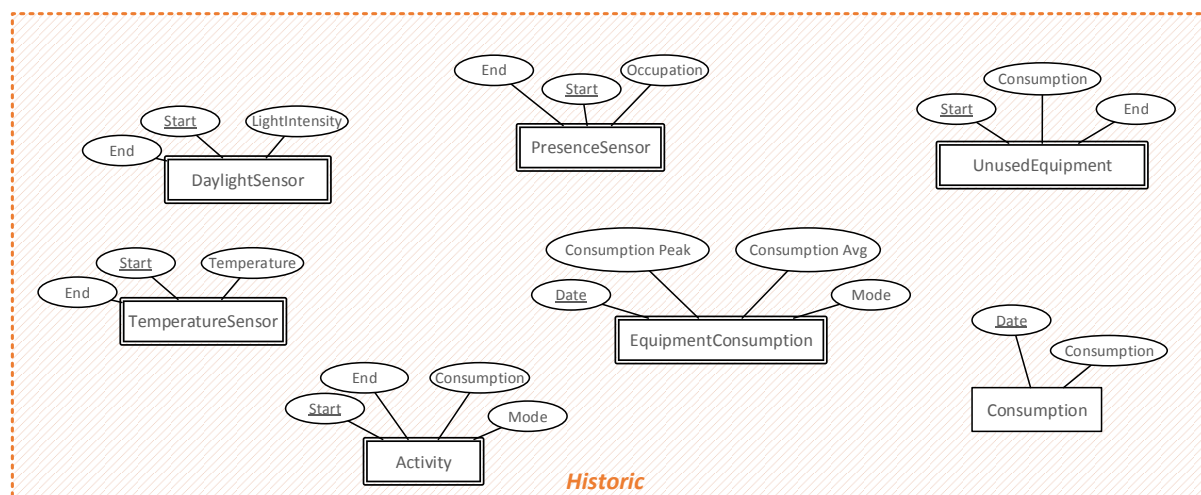 End
Start
Occupation
PresenceSensor
Consumption
Start
End
UnusedEquipment
Start
LightIntensity
End
DaylightSensor
Start
Temperature
End
TemperatureSensor
Consumption Peak
Consumption Avg
Date
Mode
EquipmentConsumption
Date
Consumption
Consumption
End
Consumption
Start
Mode
Activity
Historic